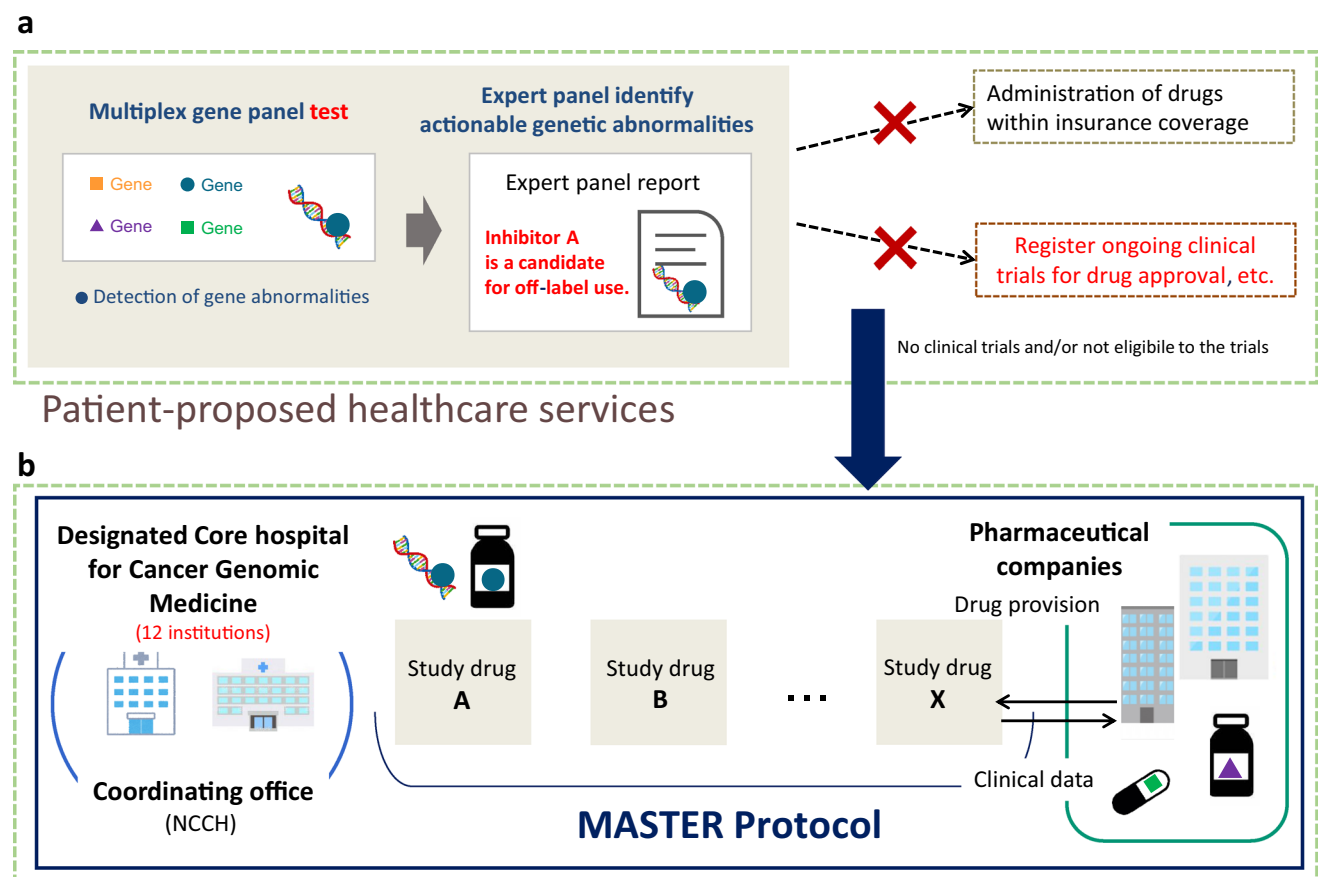 a
Multiplex gene panel test
Gene
Gene
Gene
Gene
Detection of gene abnormalities
Expert panel identify
actionable genetic abnormalities
Expert panel report
Inhibitor A
is a candidate
for off-label use.
Administration of drugs
within insurance coverage
Register ongoing clinical
trials for drug approval, etc.
No clinical trials and/or not eligibile to the trials
Patient-proposed healthcare services
b
Designated Core hospital
for Cancer Genomic
Medicine
(12 institutions)
Coordinating office
(NCCH)
Study drug
A
Study drug
B
...
Study drug
X
MASTER Protocol
Pharmaceutical
companies
Drug provision
Clinical data